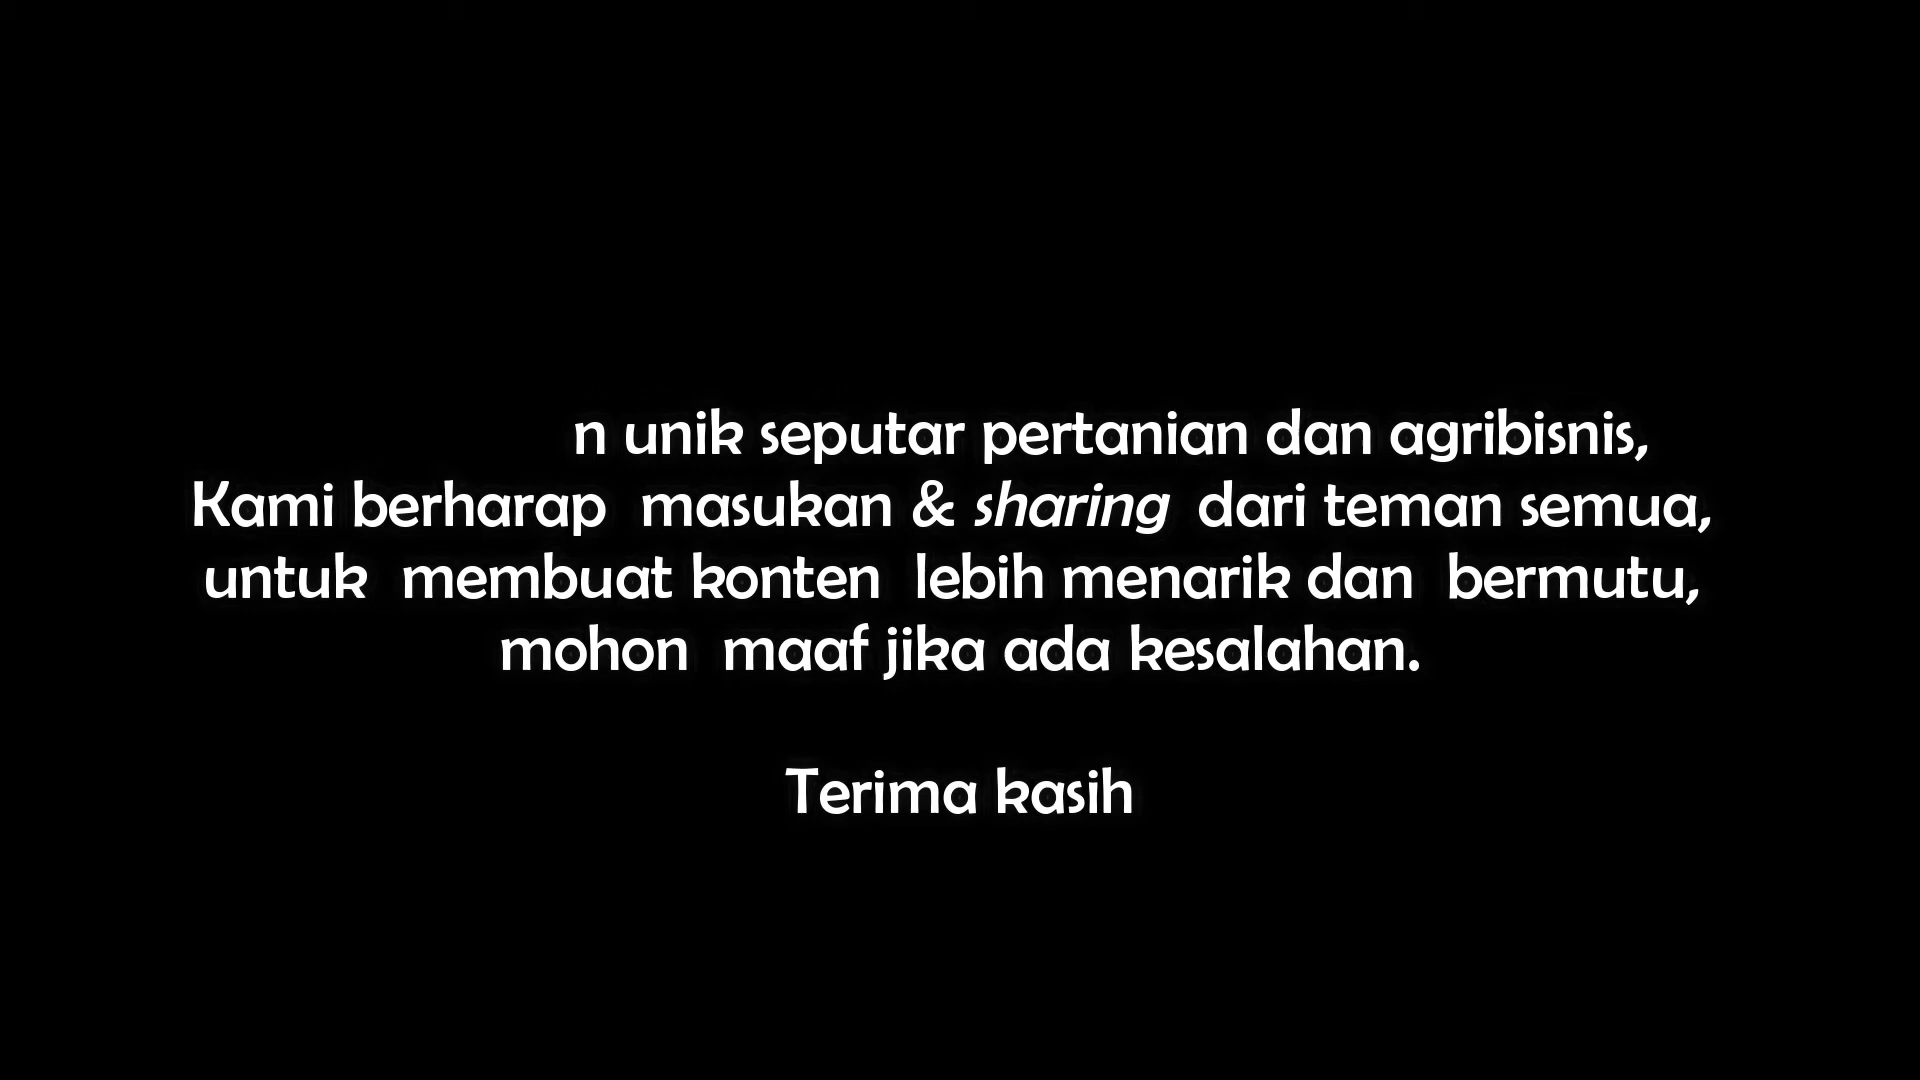 n unik seputar pertanian dan agribisnis,
Kami berharap masukan & sharing dari teman semua,
untuk membuat konten lebih menarik dan bermutu,
mohon maaf jika ada kesalahan.
Terima kasih